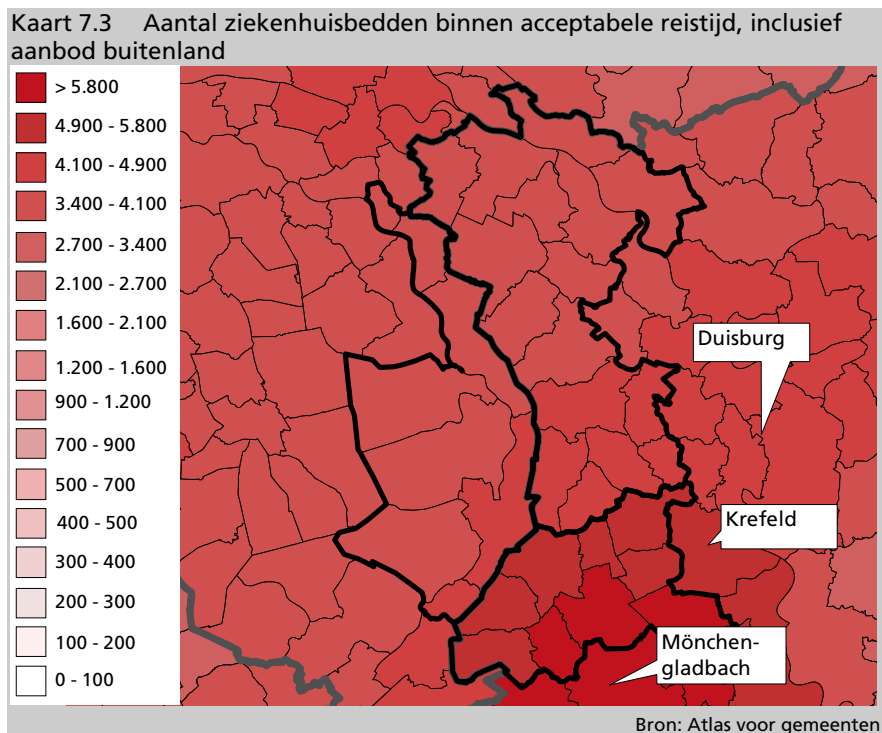 Kaart 7.3 Aantal ziekenhuisbedden binnen acceptabele reistijd, inclusief
aanbod buitenland
> 5.800
4.900 - 5.800
4.100 - 4.900
3.400 - 4.100
2.700 - 3.400
2.100 - 2.700
1.600 - 2.100
1.200 - 1.600
900 - 1.200
700 - 900
500 - 700
400 - 500
300 - 400
200 - 300
100 - 200
0 - 100
Duisburg
Krefeld
Mönchen-
gladbach
Bron: Atlas voor gemeenten